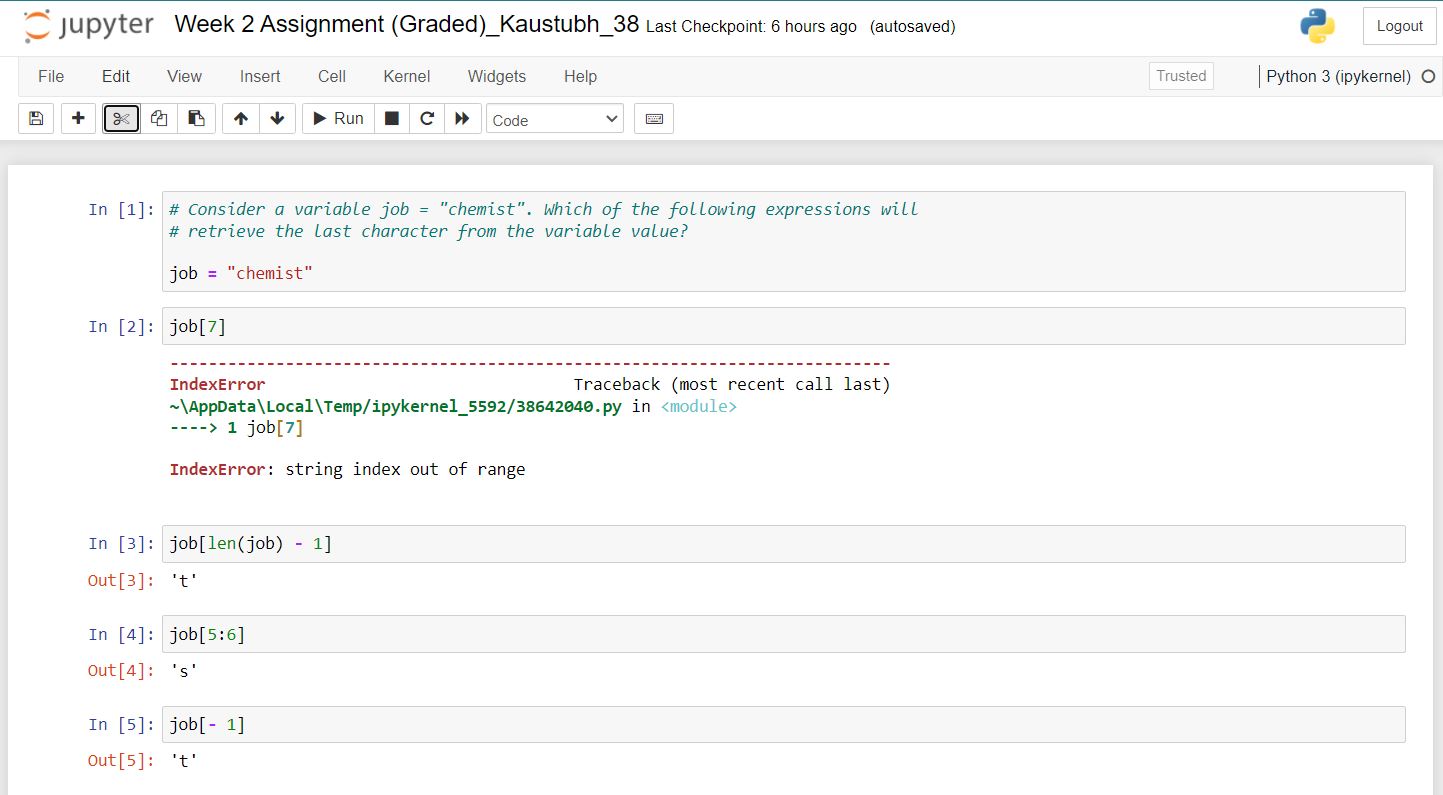 jupyter Week 2 Assignment (Graded)_Kaustubh_38 Last Checkpoint: 6 hours ago (autosaved) Logout
File Edit View Insert Cell Kernel Widgets Help Trusted Python 3 (ipykernel)
Run Code
In [1]: # Consider a variable job = "chemist". Which of the following expressions will
# retrieve the last character from the variable value?
job = "chemist"
In [2]: job[7]
---------------------------------------------------------------------------
IndexError                                Traceback (most recent call last)
~\AppData\Local\Temp/ipykernel_5592/38642040.py in <module>
----> 1 job[7]
IndexError: string index out of range
In [3]: job[len(job) - 1]
Out[3]: 't'
In [4]: job[5:6]
Out[4]: 's'
In [5]: job[- 1]
Out[5]: 't'